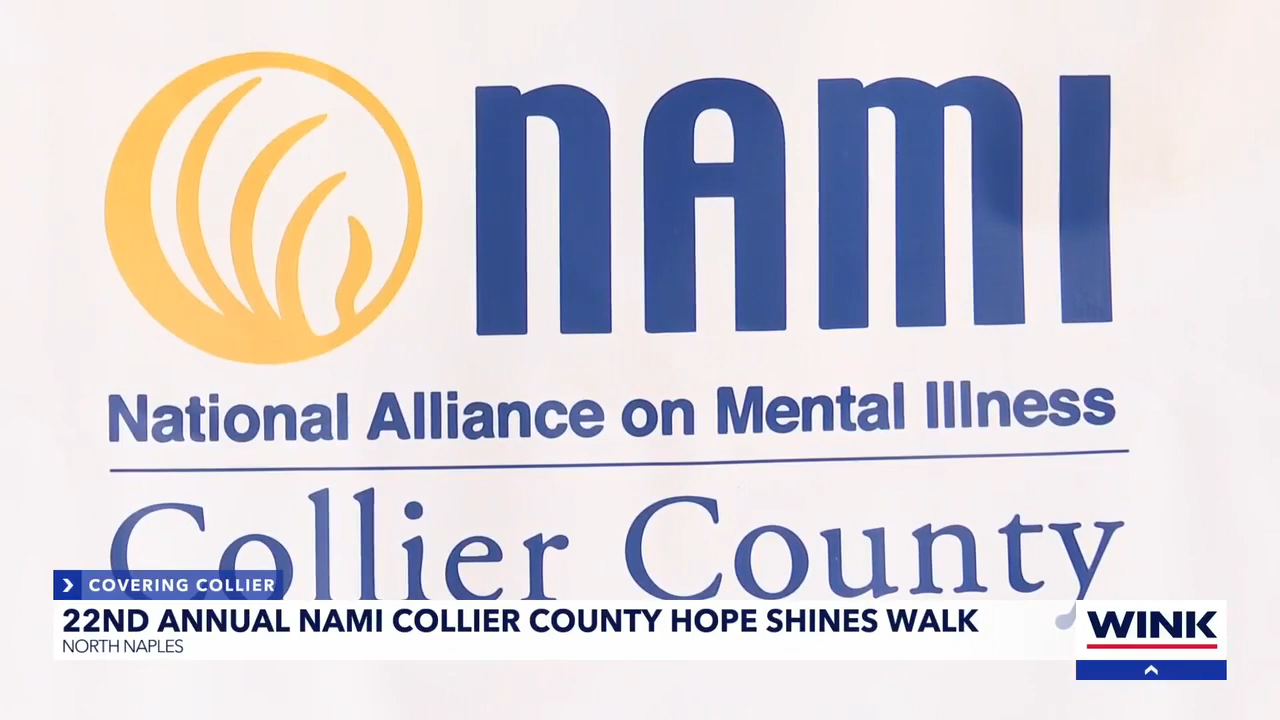 NAMI
National Alliance on Mental Illness
Collier County
COVERING COLLIER
22ND ANNUAL NAMI COLLIER COUNTY HOPE SHINES WALK
NORTH NAPLES
WINK